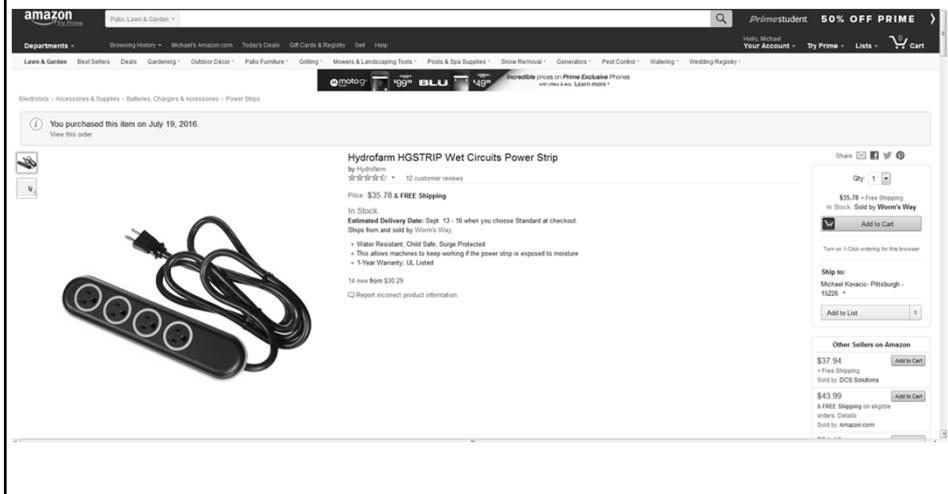 amazon
Try Prime
Patio, Lawn & Garden
Primestudent 50% OFF PRIME
Departments
Browsing History Michael's Amazon.com Today's Deals Gift Cards & Registry Sell Help
Hello, Michael
Your Account Try Prime Lists 0 Cart
Lawn & Garden Best Sellers Deals Gardening Outdoor Décor Patio Furniture Grilling Mowers & Landscaping Tools Pools & Spa Supplies Snow Removal Generators Pest Control Watering Wedding Registry
moto g BLU Incredible prices on Prime Exclusive Phones
with offers & ads Learn more
Electronics › Accessories & Supplies › Batteries, Chargers & Accessories › Power Strips
You purchased this item on July 19, 2016.
View this order
Hydrofarm HGSTRIP Wet Circuits Power Strip
by Hydrofarm
12 customer reviews
Price: $35.78 & FREE Shipping
In Stock.
Estimated Delivery Date: Sept. 13 - 16 when you choose Standard at checkout.
Ships from and sold by Worm's Way.
Water Resistant; Child Safe; Surge Protected
This allows machines to keep working if the power strip is exposed to moisture
1-Year Warranty; UL Listed
14 new from $30.29
Report incorrect product information.
Share
Qty: 1
$35.78 + Free Shipping
In Stock. Sold by Worm's Way
Add to Cart
Turn on 1-Click ordering for this browser
Ship to:
Michael Kovacic- Pittsburgh -
15226
Add to List
Other Sellers on Amazon
$37.94 Add to Cart
+ Free Shipping
Sold by: DCS Solutions
$43.99 Add to Cart
& FREE Shipping on eligible
orders. Details
Sold by: Amazon.com